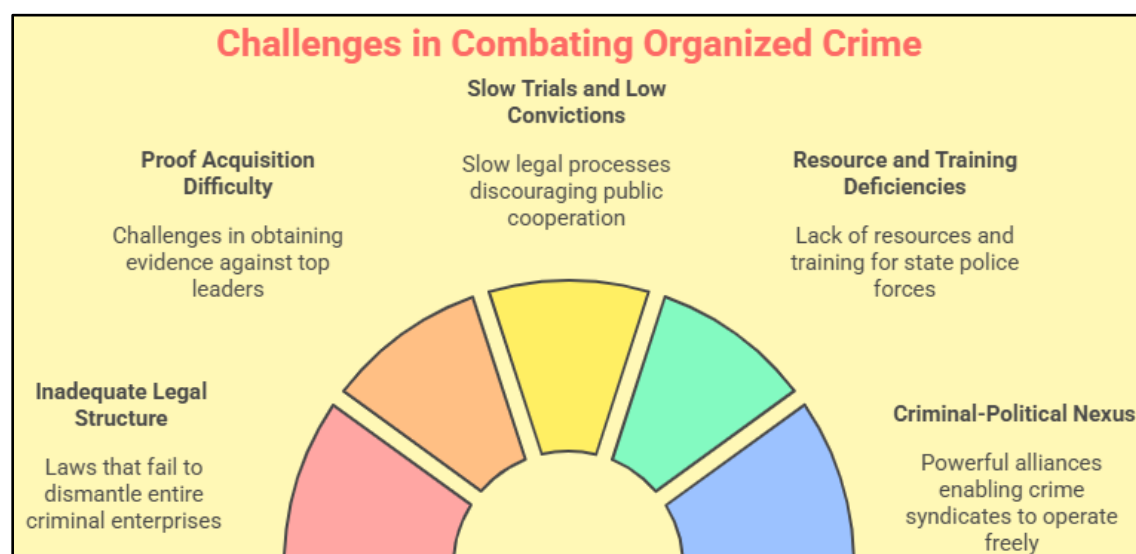 Challenges in Combating Organized Crime
Inadequate Legal
Structure
Laws that fail to
dismantle entire
criminal enterprises
Proof Acquisition
Difficulty
Challenges in obtaining
evidence against top
leaders
Slow Trials and Low
Convictions
Slow legal processes
discouraging public
cooperation
Resource and Training
Deficiencies
Lack of resources and
training for state police
forces
Criminal-Political Nexus
Powerful alliances
enabling crime
syndicates to operate
freely